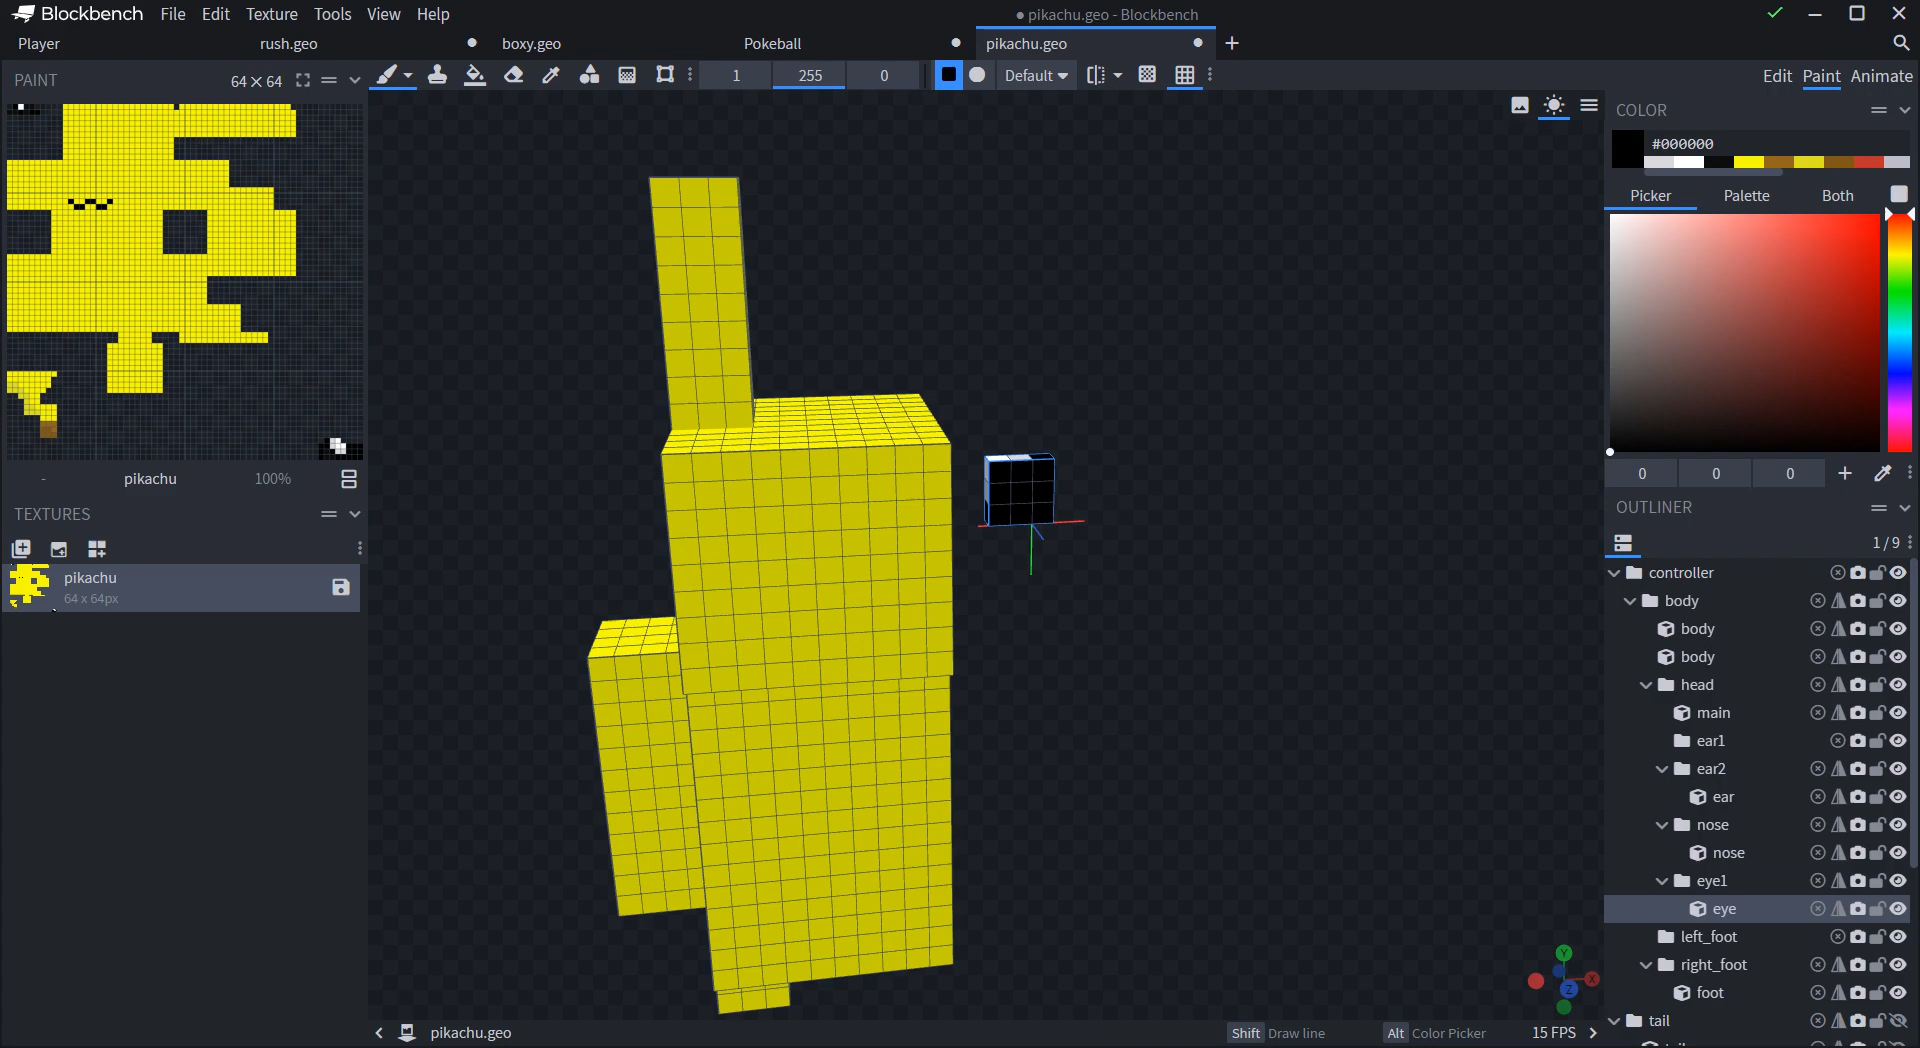 Blockbench File Edit Texture Tools View Help
• pikachu.geo - Blockbench
Player rush.geo boxy.geo Pokeball pikachu.geo
PAINT 64×64
1 255 0 Default
Edit Paint Animate
COLOR
#000000
Picker Palette Both
0 0 0
- pikachu 100%
TEXTURES
pikachu
64 x 64px
OUTLINER
1/9
controller
body
body
body
head
main
ear1
ear2
ear
nose
nose
eye1
eye
left_foot
right_foot
foot
tail
Y
X
Z
pikachu.geo
Shift Draw line Alt Color Picker 15 FPS